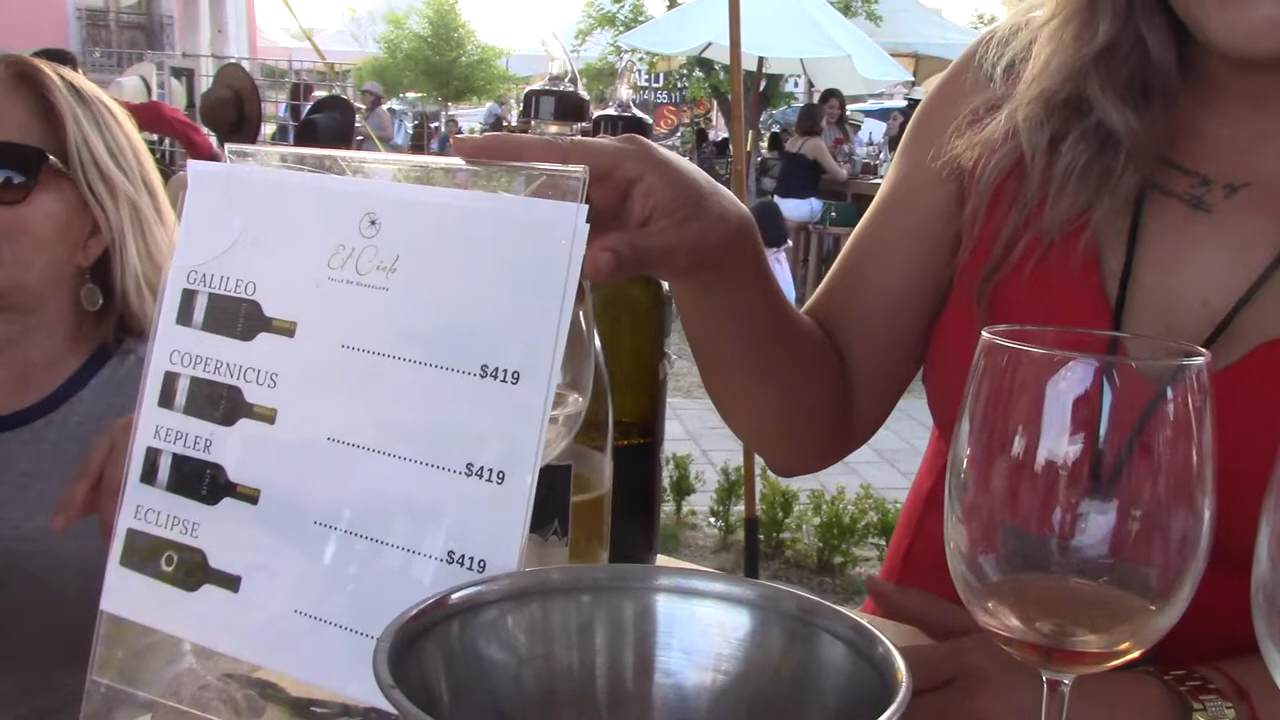 El Cielo
VALLE DE GUADALUPE
GALILEO
$419
COPERNICUS
$419
KEPLER
$419
ECLIPSE